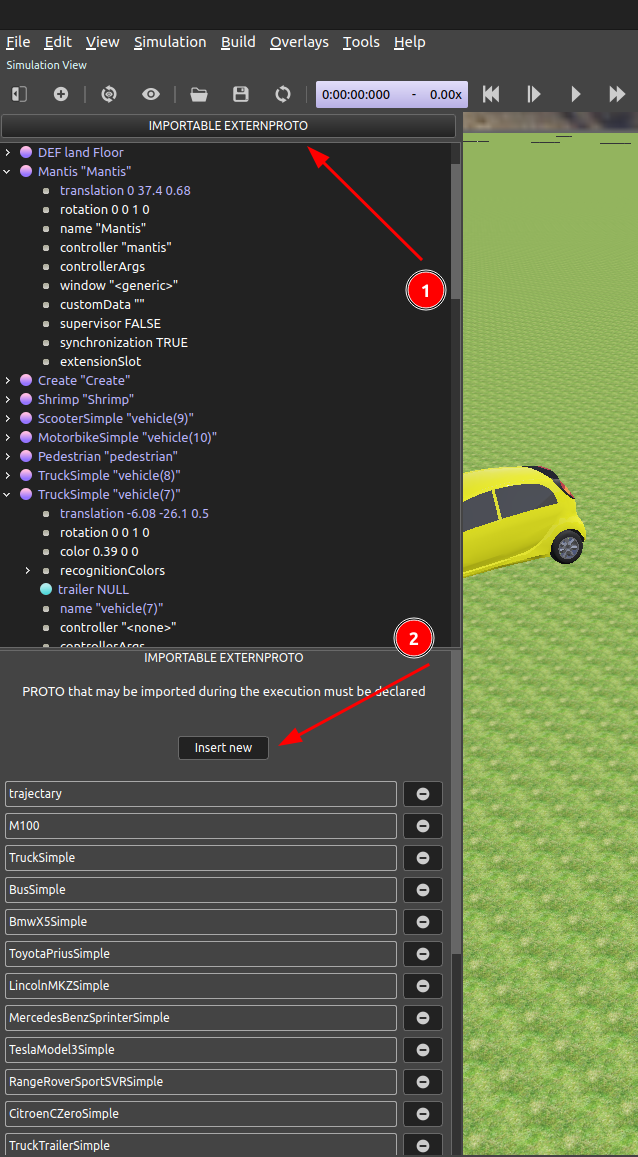 File Edit View Simulation Build Overlays Tools Help
Simulation View
0:00:00:000 - 0.00x
IMPORTABLE EXTERNPROTO
DEF land Floor
Mantis "Mantis"
translation 0 37.4 0.68
rotation 0 0 1 0
name "Mantis"
controller "mantis"
controllerArgs
window "<generic>"
1
customData ""
supervisor FALSE
synchronization TRUE
extensionSlot
Create "Create"
Shrimp "Shrimp"
ScooterSimple "vehicle(9)"
MotorbikeSimple "vehicle(10)"
Pedestrian "pedestrian"
TruckSimple "vehicle(8)"
TruckSimple "vehicle(7)"
translation -6.08 -26.1 0.5
rotation 0 0 1 0
color 0.39 0 0
recognitionColors
trailer NULL
name "vehicle(7)"
controller "<none>"
2
controllerArgs
IMPORTABLE EXTERNPROTO
PROTO that may be imported during the execution must be declared
Insert new
trajectory
M100
TruckSimple
BusSimple
BmwX5Simple
ToyotaPriusSimple
LincolnMKZSimple
MercedesBenzSprinterSimple
TeslaModel3Simple
RangeRoverSportSVRSimple
CitroenCZeroSimple
TruckTrailerSimple